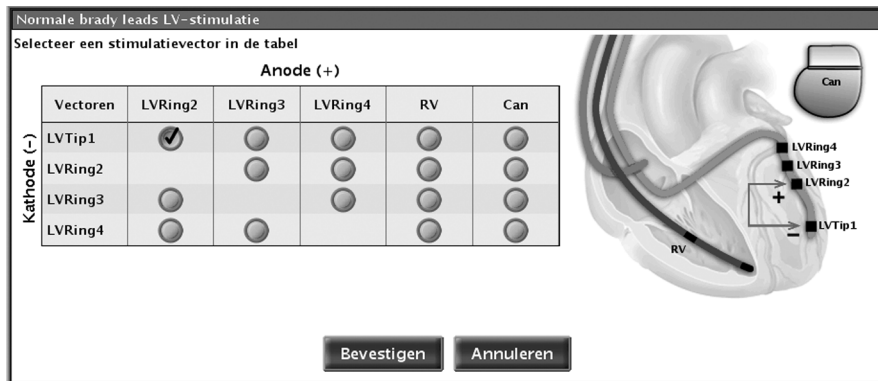 Normale brady leads LV-stimulatie
Selecteer een stimulatievector in de tabel
Anode (+)
Vectoren LVRing2 LVRing3 LVRing4 RV Can
Kathode (-)
LVTip1
LVRing2
LVRing3
LVRing4
Can
LVRing4
LVRing3
LVRing2
+
LVTip1
−
RV
Bevestigen Annuleren